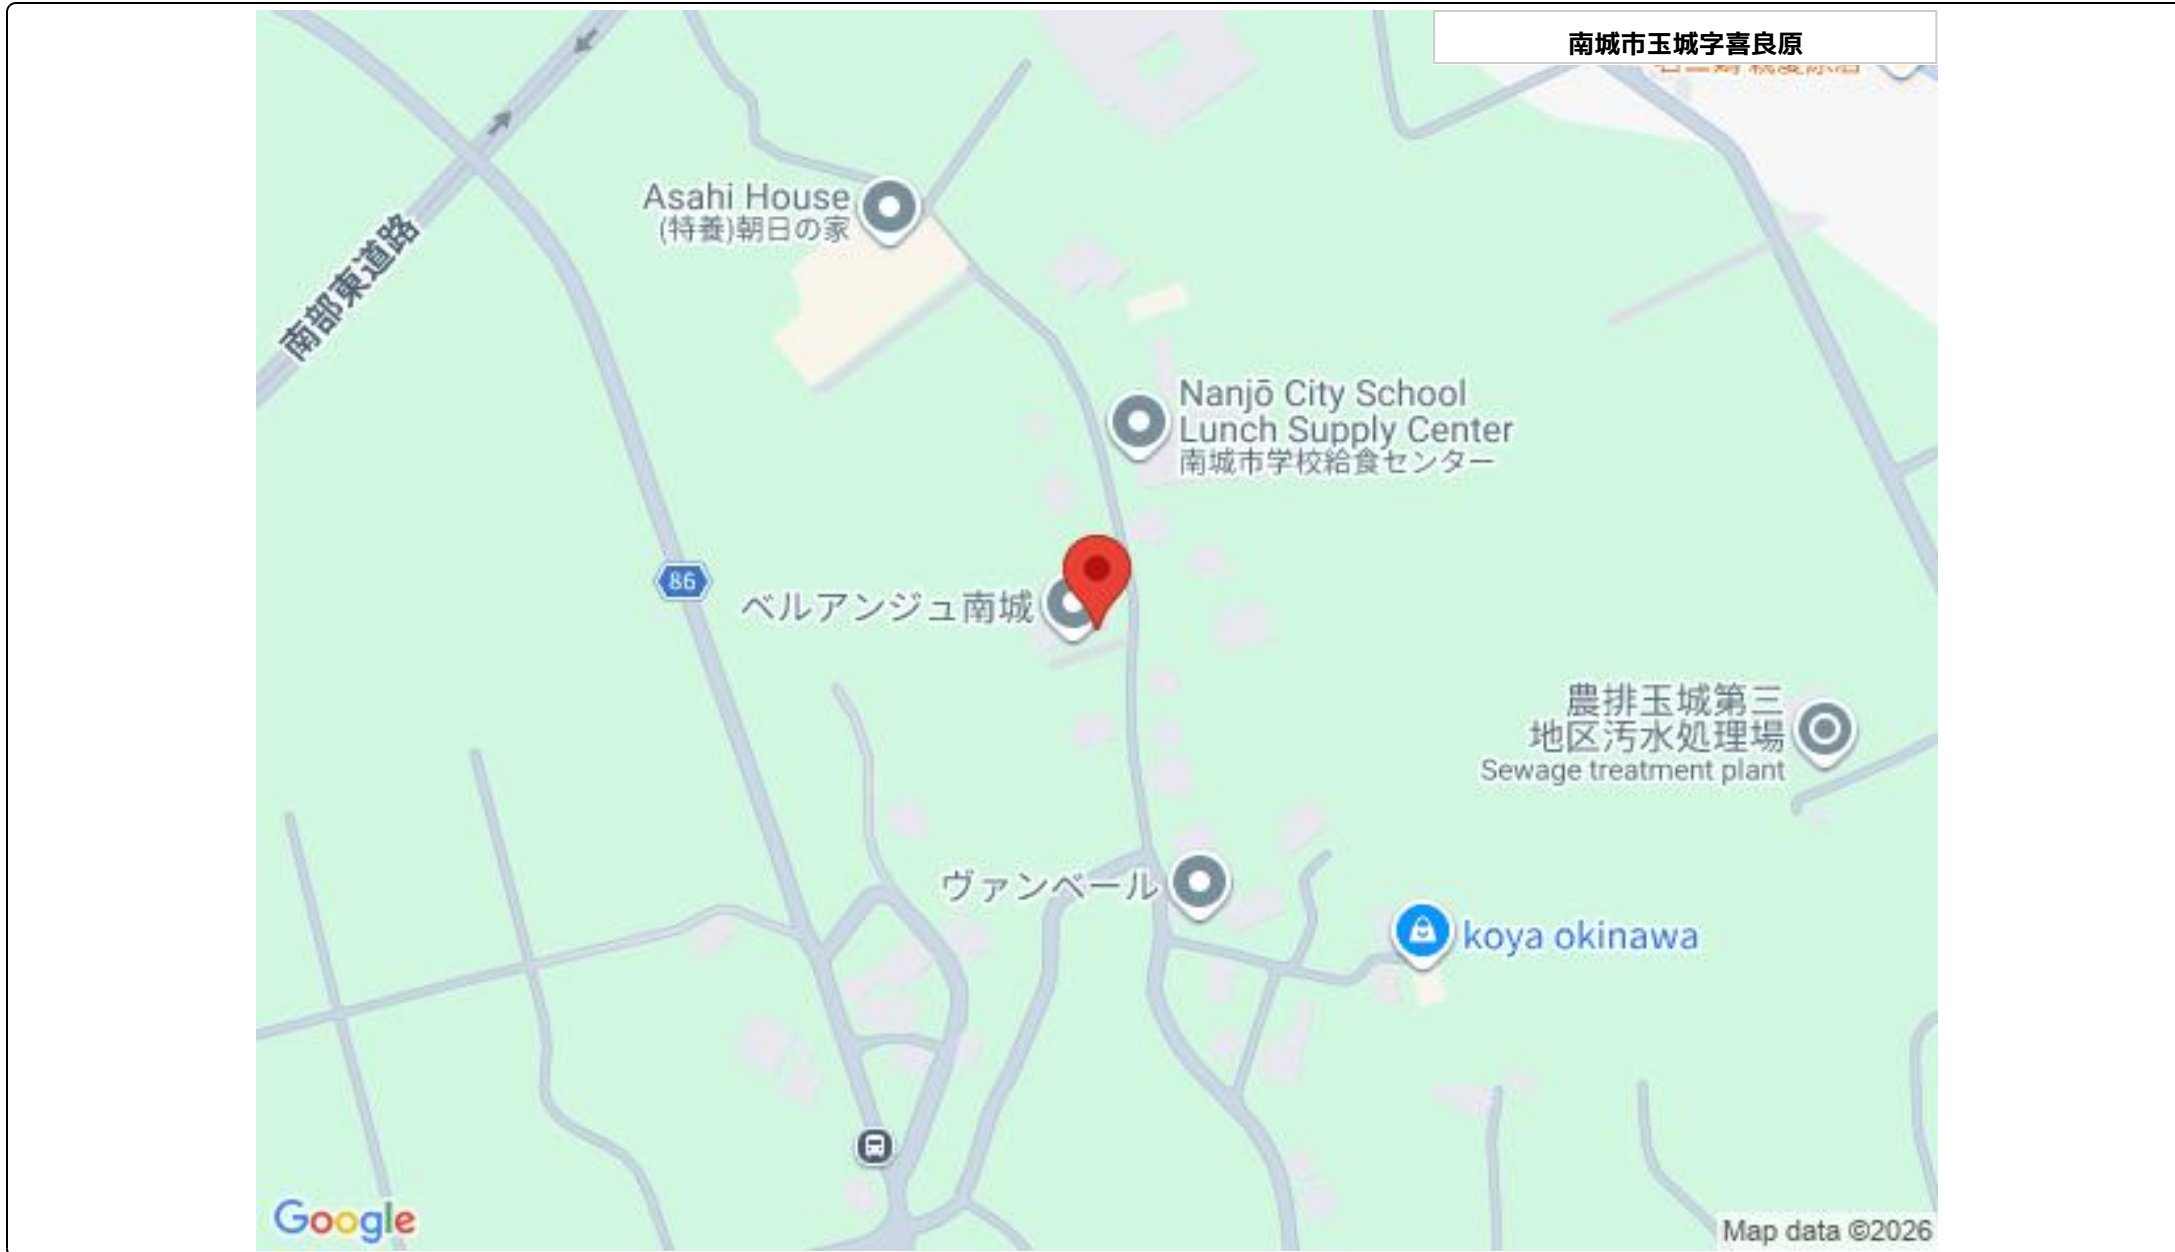 南城市玉城字喜良原
Asahi House
(特養)朝日の家
南部東道路
Nanjō City School
Lunch Supply Center
南城市学校給食センター
86
ベルアンジュ南城
農排玉城第三
地区汚水処理場
Sewage treatment plant
ヴァンベール
koya okinawa
Google
Map data ©2026